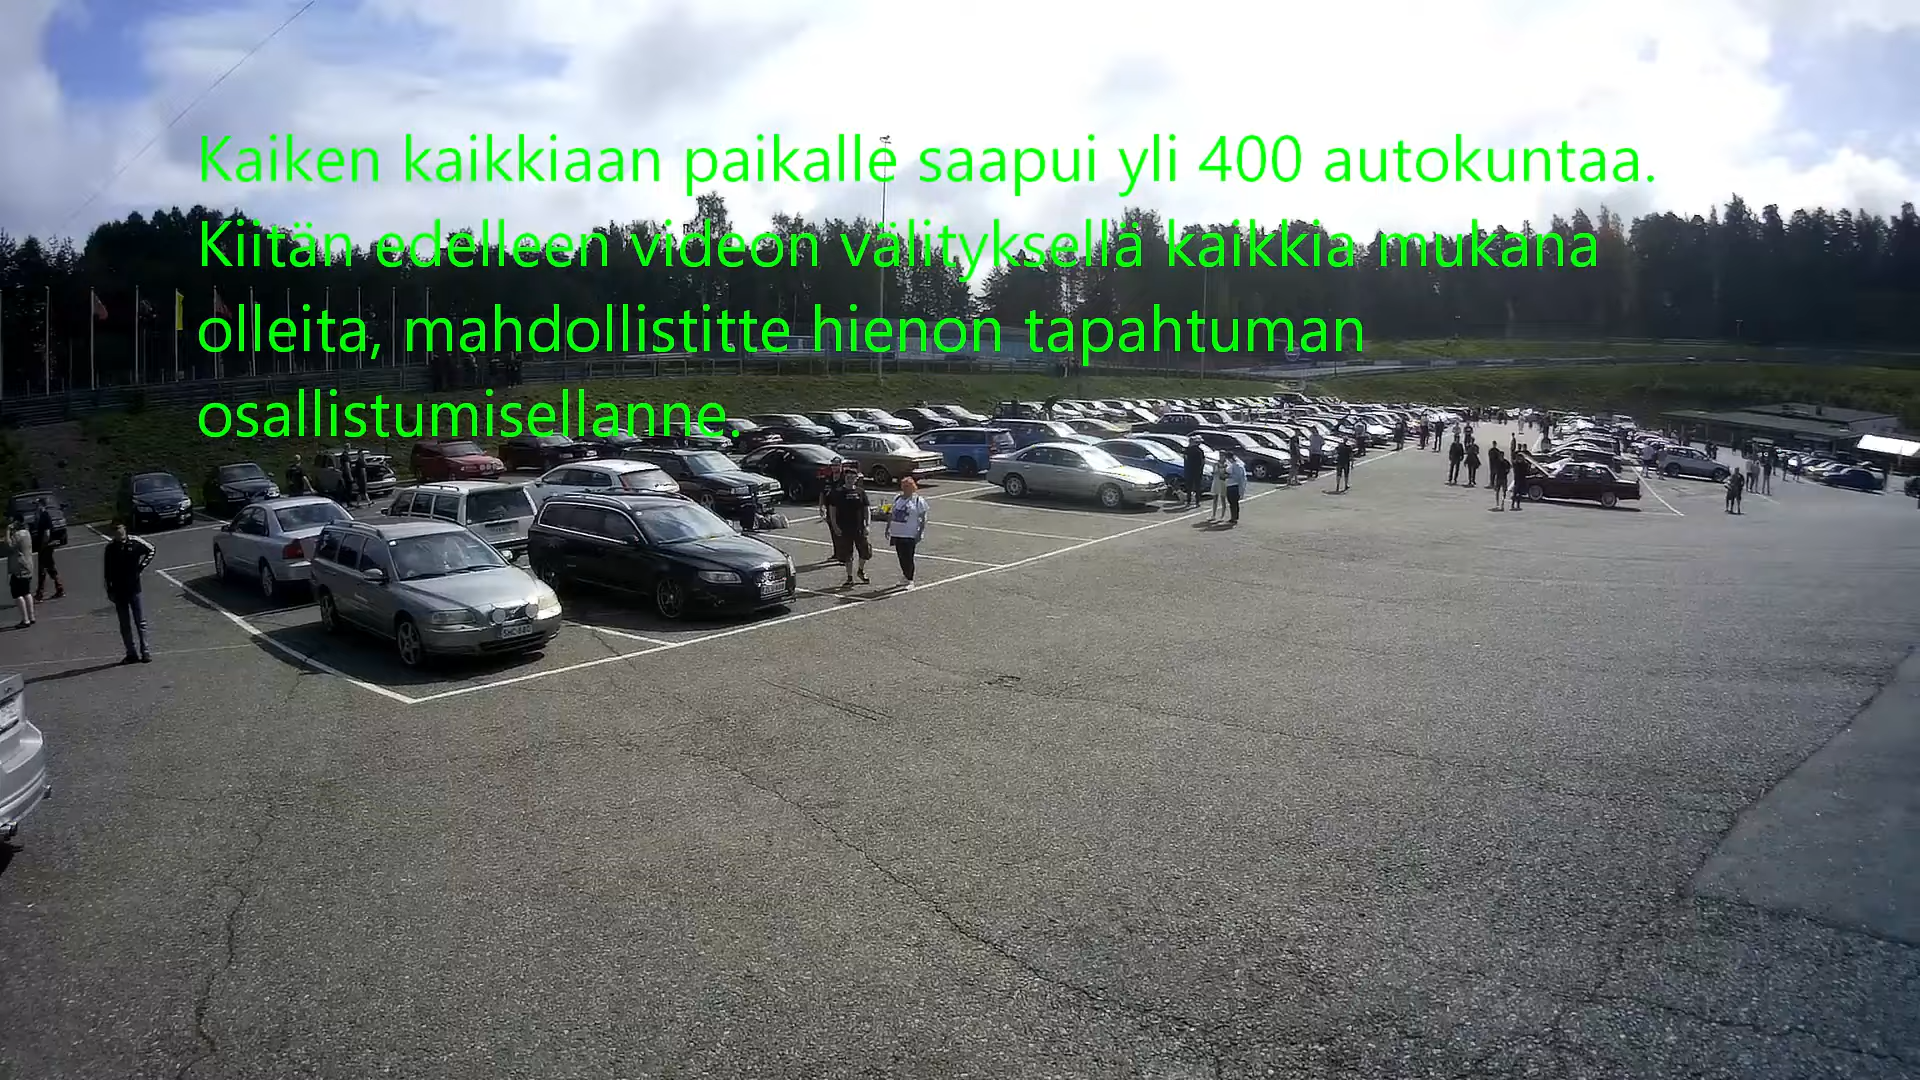 Kaiken kaikkiaan paikalle saapui yli 400 autokuntaa.
Kiitän edelleen videon välityksellä kaikkia mukana
olleita, mahdollistitte hienon tapahtuman
osallistumisellanne.